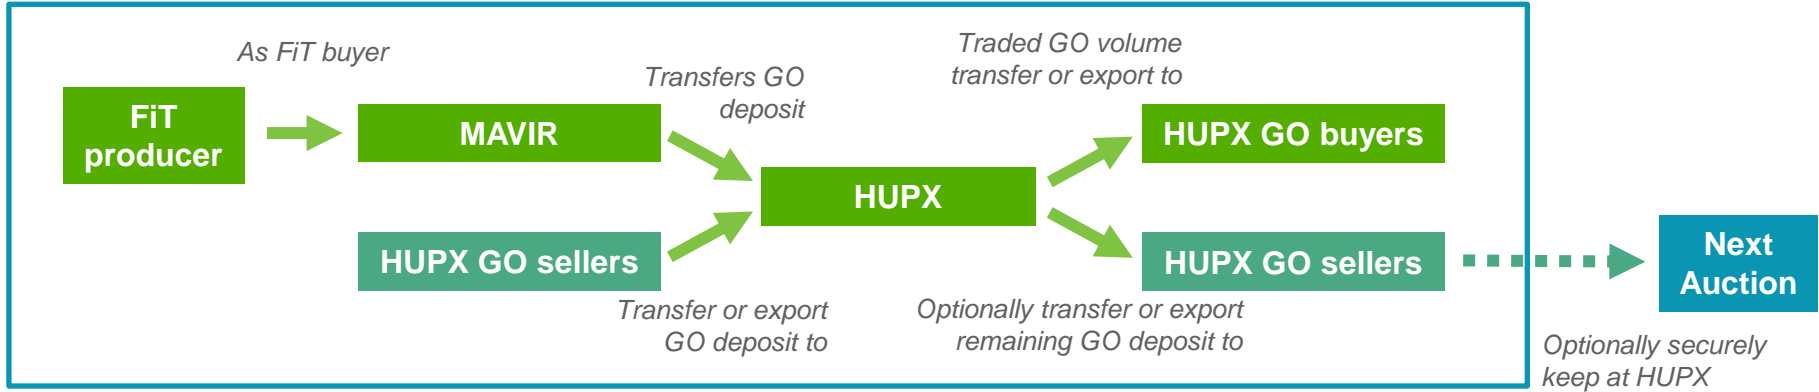 As FiT buyer
FiT
producer
MAVIR
Transfers GO
deposit
HUPX GO sellers
Transfer or export
GO deposit to
HUPX
Traded GO volume
transfer or export to
HUPX GO buyers
HUPX GO sellers
Optionally transfer or export
remaining GO deposit to
Next
Auction
Optionally securely
keep at HUPX